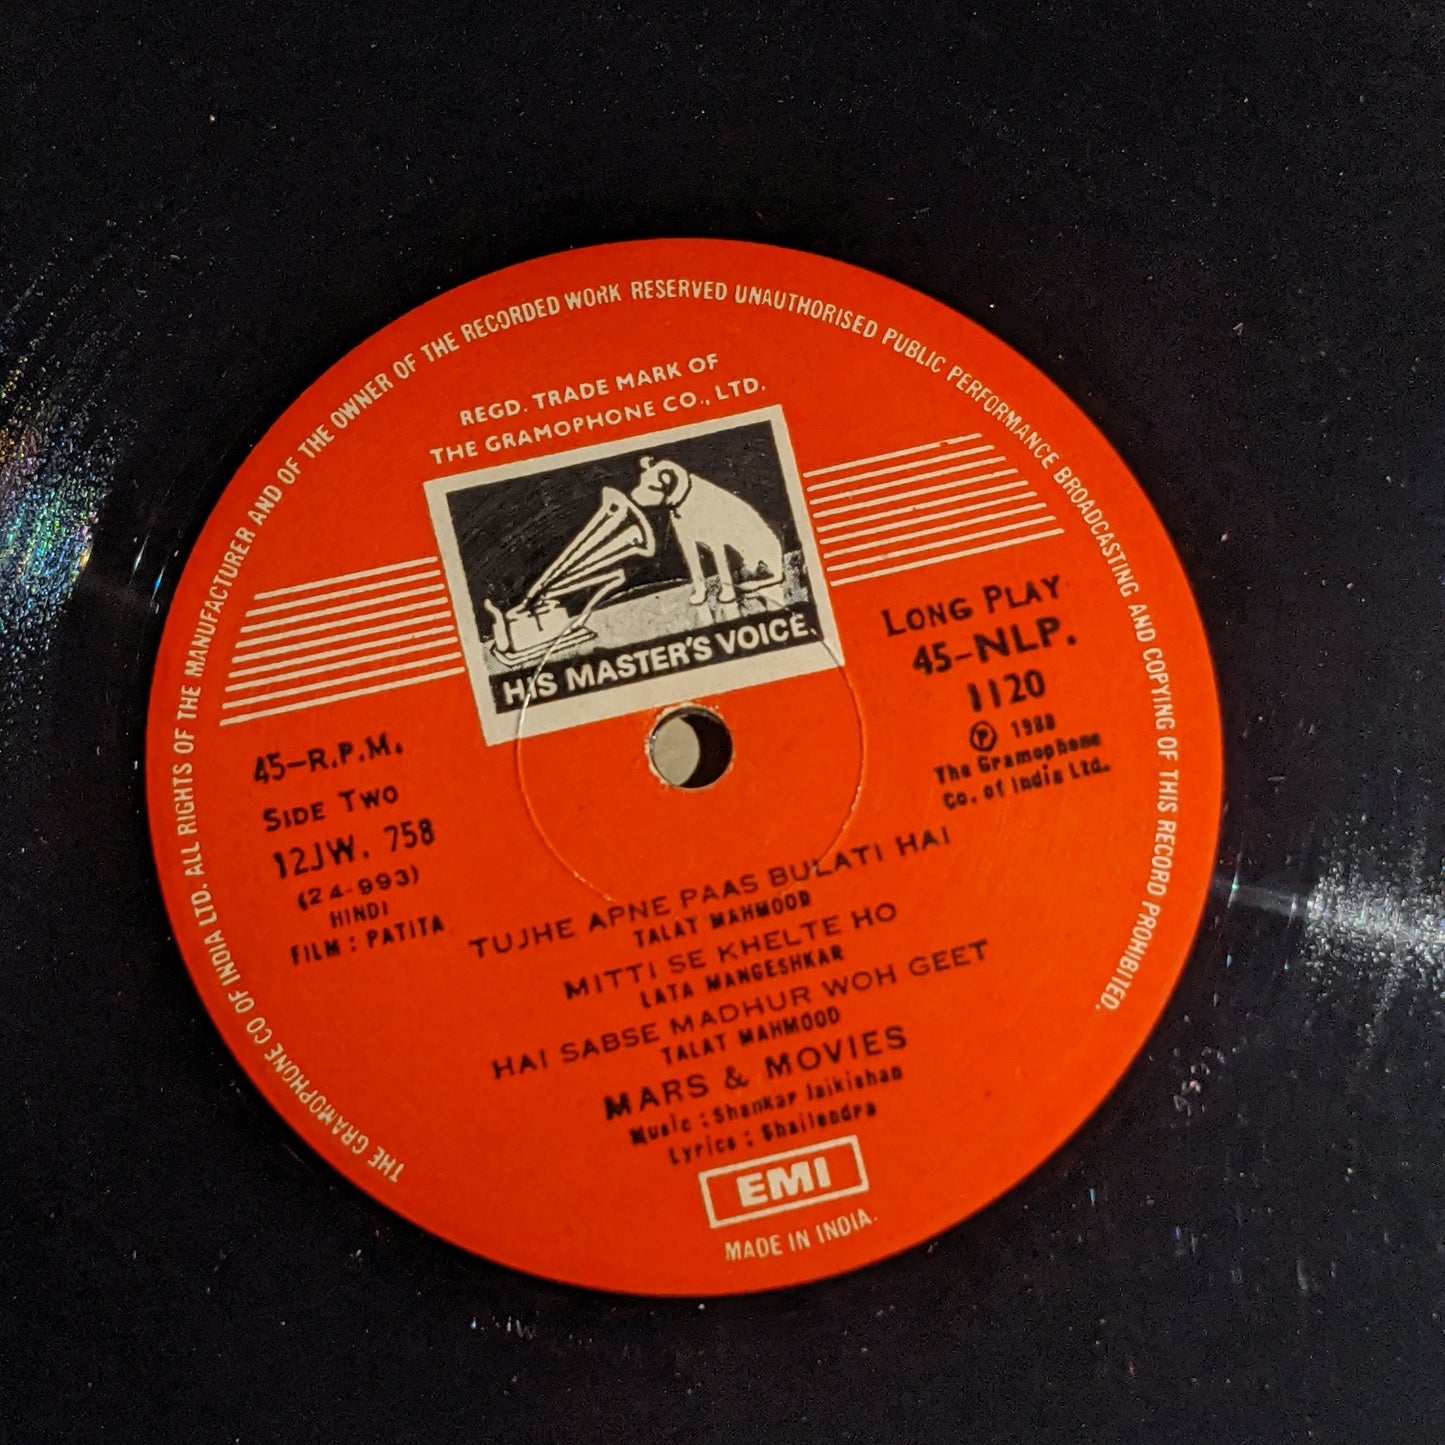 THE GRAMOPHONE CO OF INDIA LTD. ALL RIGHTS OF THE MANUFACTURER AND OF THE OWNER OF THE RECORDED WORK RESERVED UNAUTHORISED PUBLIC PERFORMANCE BROADCASTING AND COPYING OF THIS RECORD PROHIBITED.
REGD. TRADE MARK OF
THE GRAMOPHONE CO., LTD.
HIS MASTER'S VOICE
LONG PLAY
45-NLP.
1120
℗ 1980
The Gramophone
Co. of India Ltd.
45-R.P.M.
SIDE TWO
12JW. 758
(24-993)
HINDI
FILM : PATITA
TUJHE APNE PAAS BULATI HAI
TALAT MAHMOOD
MITTI SE KHELTE HO
LATA MANGESHKAR
HAI SABSE MADHUR WOH GEET
TALAT MAHMOOD
MARS & MOVIES
Music : Shankar Jaikishan
Lyrics : Shailendra
EMI
MADE IN INDIA.